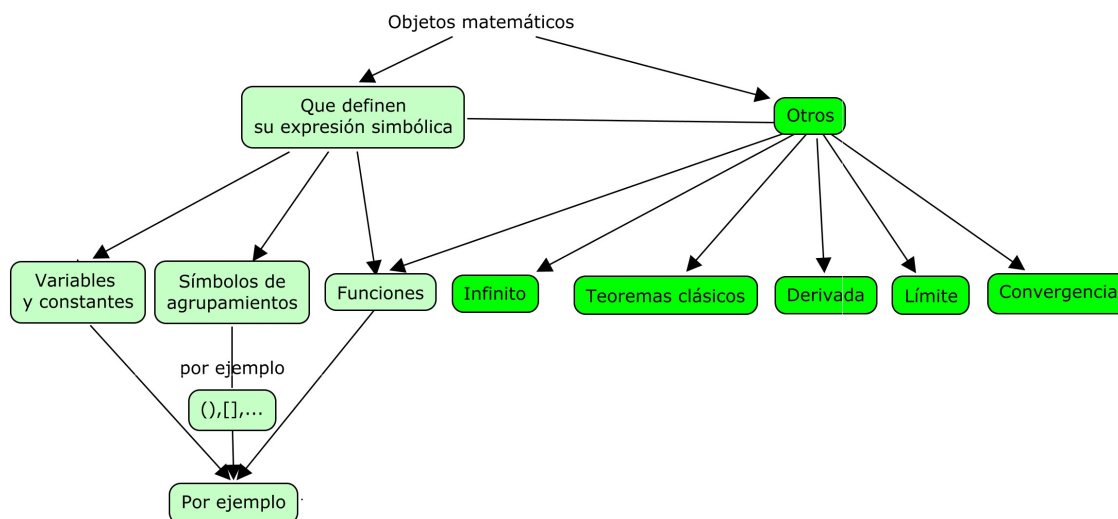 Objetos matemáticos
Que definen
su expresión simbólica
Otros
Variables
y constantes
Símbolos de
agrupamientos
Funciones
Infinito
Teoremas clásicos
Derivada
Límite
Convergencia
por ejemplo
(),[],...
Por ejemplo